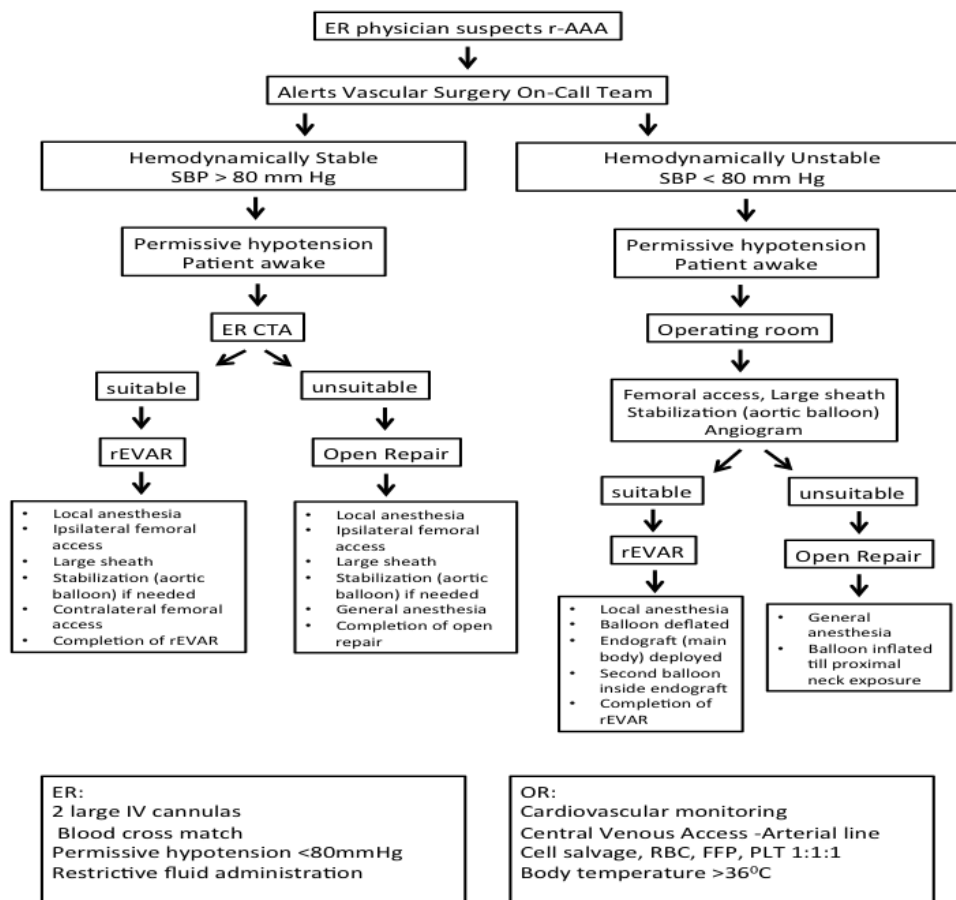 ER physician suspects r-AAA
Alerts Vascular Surgery On-Call Team
Hemodynamically Stable
SBP > 80 mm Hg
Hemodynamically Unstable
SBP < 80 mm Hg
Permissive hypotension
Patient awake
Permissive hypotension
Patient awake
ER CTA
Operating room
suitable
unsuitable
Femoral access, Large sheath
Stabilization (aortic balloon)
Angiogram
rEVAR
Open Repair
suitable
unsuitable
• Local anesthesia
• Ipsilateral femoral
access
• Large sheath
• Stabilization (aortic
balloon) if needed
• Contralateral femoral
access
• Completion of rEVAR
• Local anesthesia
• Ipsilateral femoral
access
• Large sheath
• Stabilization (aortic
balloon) if needed
• General anesthesia
• Completion of open
repair
rEVAR
Open Repair
• Local anesthesia
• Balloon deflated
• Endograft (main
body) deployed
• Second balloon
inside endograft
• Completion of
rEVAR
• General
anesthesia
• Balloon inflated
till proximal
neck exposure
ER:
2 large IV cannulas
Blood cross match
Permissive hypotension <80mmHg
Restrictive fluid administration
OR:
Cardiovascular monitoring
Central Venous Access -Arterial line
Cell salvage, RBC, FFP, PLT 1:1:1
Body temperature >36⁰C